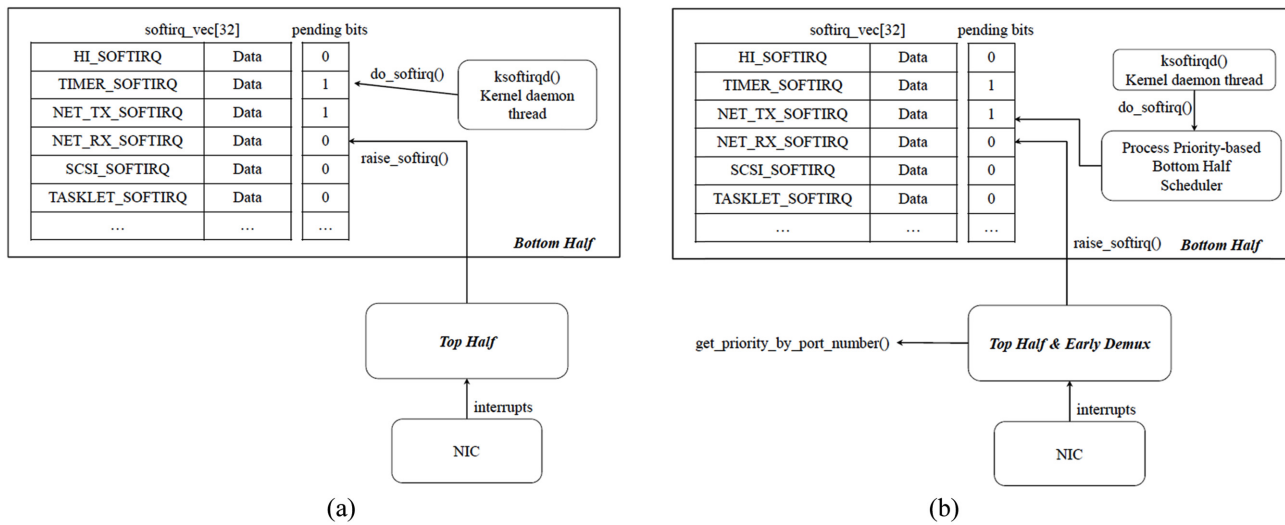 softirq_vec[32] pending bits
HI_SOFTIRQ Data 0
TIMER_SOFTIRQ Data 1
NET_TX_SOFTIRQ Data 1
NET_RX_SOFTIRQ Data 0
SCSI_SOFTIRQ Data 0
TASKLET_SOFTIRQ Data 0
... ... ...
do_softirq()
ksoftirqd()
Kernel daemon
thread
raise_softirq()
Bottom Half
Top Half
interrupts
NIC
(a)
softirq_vec[32] pending bits
HI_SOFTIRQ Data 0
TIMER_SOFTIRQ Data 1
NET_TX_SOFTIRQ Data 1
NET_RX_SOFTIRQ Data 0
SCSI_SOFTIRQ Data 0
TASKLET_SOFTIRQ Data 0
... ... ...
ksoftirqd()
Kernel daemon thread
do_softirq()
Process Priority-based
Bottom Half
Scheduler
raise_softirq()
Bottom Half
get_priority_by_port_number()
Top Half & Early Demux
interrupts
NIC
(b)